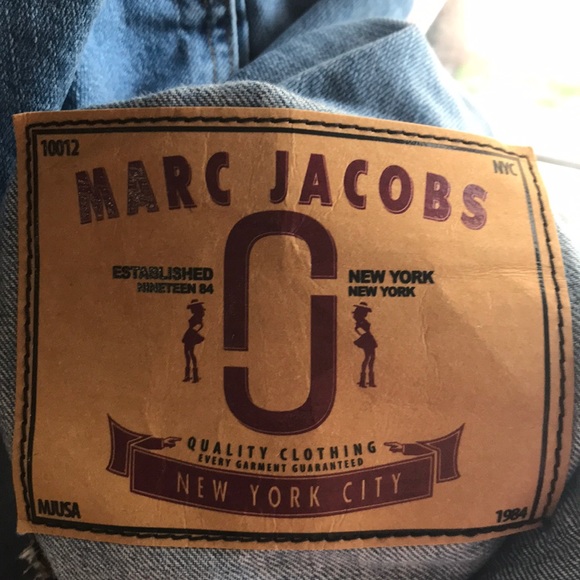 10012
NYC
MARC JACOBS
ESTABLISHED
NINETEEN 84
NEW YORK
NEW YORK
QUALITY CLOTHING
EVERY GARMENT GUARANTEED
NEW YORK CITY
MJUSA
1984